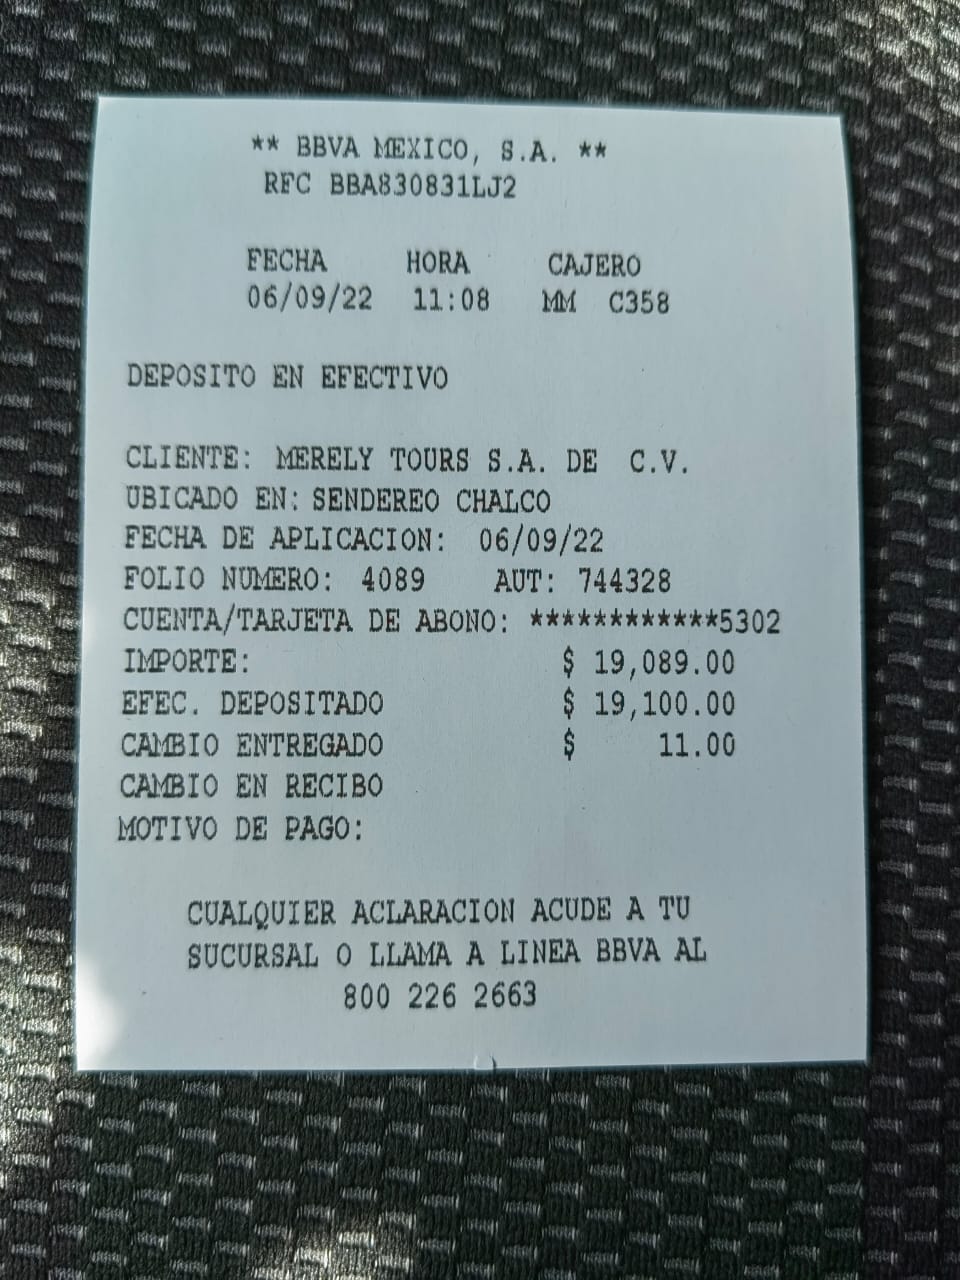 ** BBVA MEXICO, S.A. **
RFC BBA830831LJ2
FECHA HORA CAJERO
06/09/22 11:08 MM C358
DEPOSITO EN EFECTIVO
CLIENTE: MERELY TOURS S.A. DE C.V.
UBICADO EN: SENDEREO CHALCO
FECHA DE APLICACION: 06/09/22
FOLIO NUMERO: 4089 AUT: 744328
CUENTA/TARJETA DE ABONO: ************5302
IMPORTE: $ 19,089.00
EFEC. DEPOSITADO $ 19,100.00
CAMBIO ENTREGADO $ 11.00
CAMBIO EN RECIBO
MOTIVO DE PAGO:
CUALQUIER ACLARACION ACUDE A TU
SUCURSAL O LLAMA A LINEA BBVA AL
800 226 2663